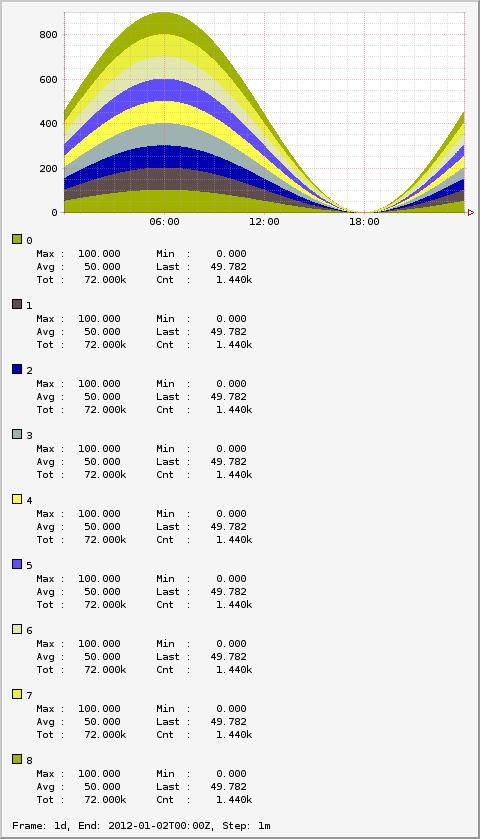 800
600
400
200
0
06:00 12:00 18:00
0
Max : 100.000 Min : 0.000
Avg : 50.000 Last : 49.782
Tot : 72.000k Cnt : 1.440k
1
Max : 100.000 Min : 0.000
Avg : 50.000 Last : 49.782
Tot : 72.000k Cnt : 1.440k
2
Max : 100.000 Min : 0.000
Avg : 50.000 Last : 49.782
Tot : 72.000k Cnt : 1.440k
3
Max : 100.000 Min : 0.000
Avg : 50.000 Last : 49.782
Tot : 72.000k Cnt : 1.440k
4
Max : 100.000 Min : 0.000
Avg : 50.000 Last : 49.782
Tot : 72.000k Cnt : 1.440k
5
Max : 100.000 Min : 0.000
Avg : 50.000 Last : 49.782
Tot : 72.000k Cnt : 1.440k
6
Max : 100.000 Min : 0.000
Avg : 50.000 Last : 49.782
Tot : 72.000k Cnt : 1.440k
7
Max : 100.000 Min : 0.000
Avg : 50.000 Last : 49.782
Tot : 72.000k Cnt : 1.440k
8
Max : 100.000 Min : 0.000
Avg : 50.000 Last : 49.782
Tot : 72.000k Cnt : 1.440k
Frame: 1d, End: 2012-01-02T00:00Z, Step: 1m